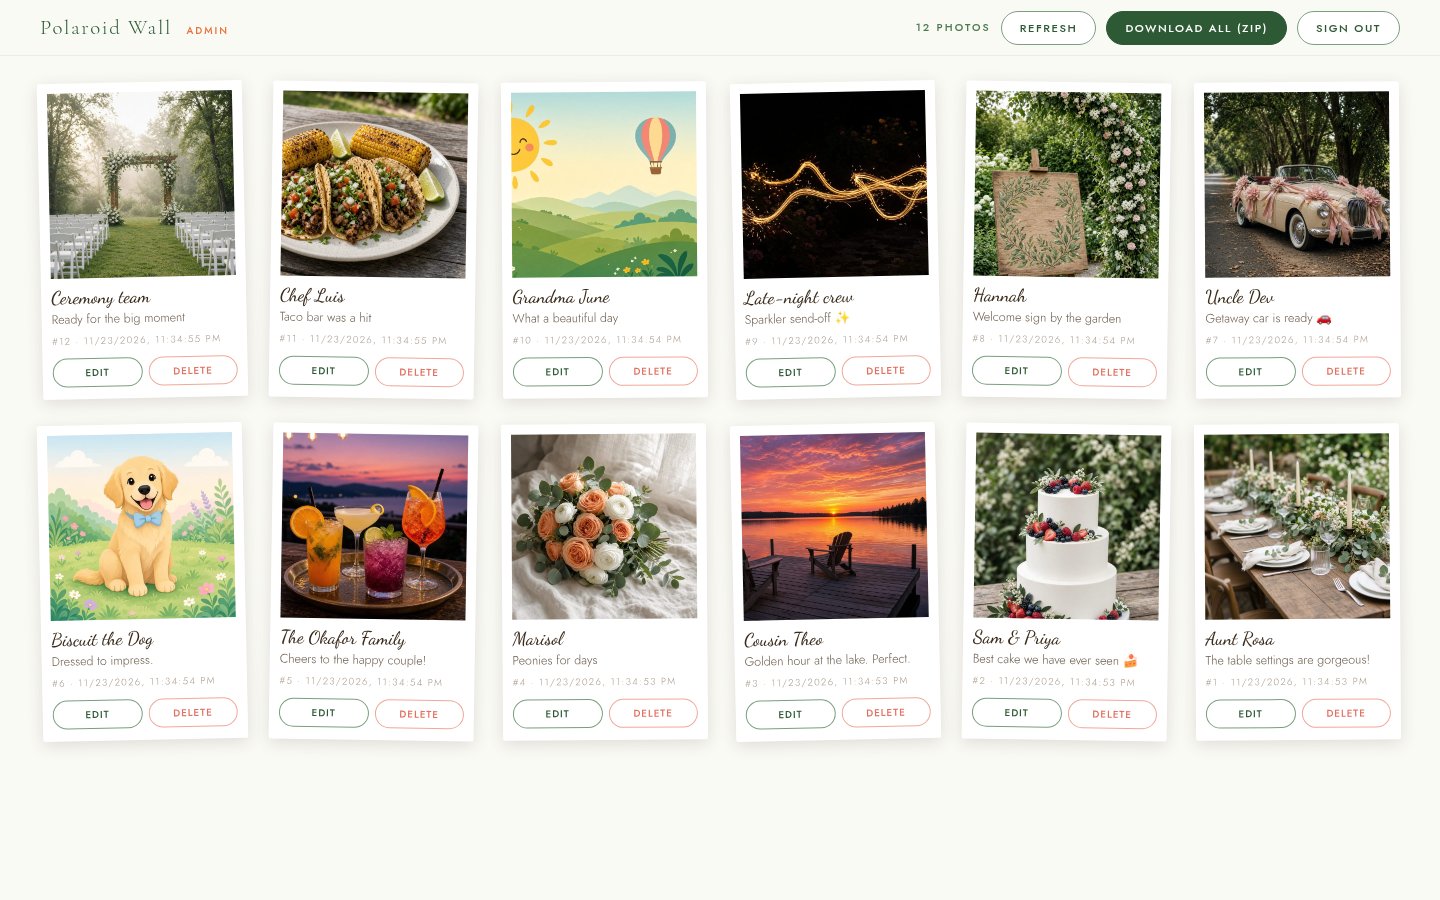 Polaroid Wall ADMIN
12 PHOTOS REFRESH DOWNLOAD ALL (ZIP) SIGN OUT
Ceremony team
Ready for the big moment
#12 · 11/23/2026, 11:34:55 PM
EDIT DELETE
Chef Luis
Taco bar was a hit
#11 · 11/23/2026, 11:34:55 PM
EDIT DELETE
Grandma June
What a beautiful day
#10 · 11/23/2026, 11:34:54 PM
EDIT DELETE
Late-night crew
Sparkler send-off ✨
#9 · 11/23/2026, 11:34:54 PM
EDIT DELETE
Hannah
Welcome sign by the garden
#8 · 11/23/2026, 11:34:54 PM
EDIT DELETE
Uncle Dev
Getaway car is ready 🚗
#7 · 11/23/2026, 11:34:54 PM
EDIT DELETE
Biscuit the Dog
Dressed to impress.
#6 · 11/23/2026, 11:34:54 PM
EDIT DELETE
The Okafor Family
Cheers to the happy couple!
#5 · 11/23/2026, 11:34:54 PM
EDIT DELETE
Marisol
Peonies for days
#4 · 11/23/2026, 11:34:53 PM
EDIT DELETE
Cousin Theo
Golden hour at the lake. Perfect.
#3 · 11/23/2026, 11:34:53 PM
EDIT DELETE
Sam & Priya
Best cake we have ever seen 🍰
#2 · 11/23/2026, 11:34:53 PM
EDIT DELETE
Aunt Rosa
The table settings are gorgeous!
#1 · 11/23/2026, 11:34:53 PM
EDIT DELETE